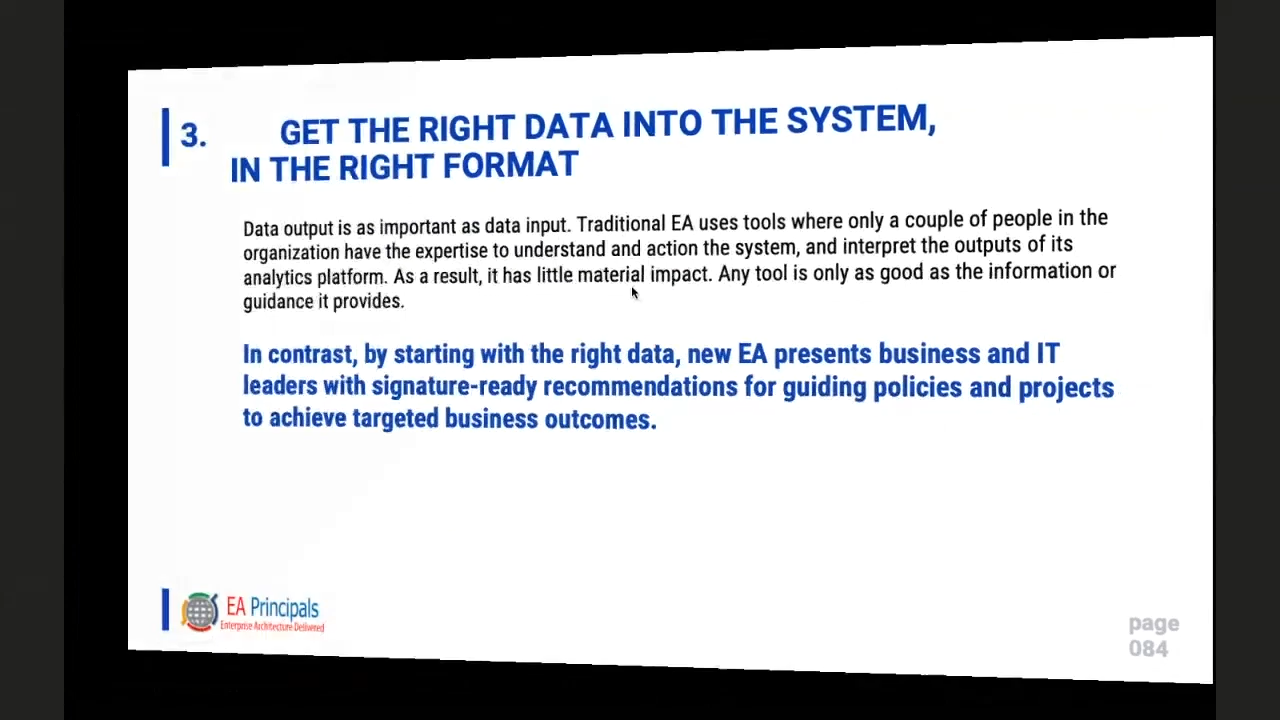 3. GET THE RIGHT DATA INTO THE SYSTEM,
IN THE RIGHT FORMAT
Data output is as important as data input. Traditional EA uses tools where only a couple of people in the
organization have the expertise to understand and action the system, and interpret the outputs of its
analytics platform. As a result, it has little material impact. Any tool is only as good as the information or
guidance it provides.
In contrast, by starting with the right data, new EA presents business and IT
leaders with signature-ready recommendations for guiding policies and projects
to achieve targeted business outcomes.
EA Principals
Enterprise Architecture Delivered
page
084